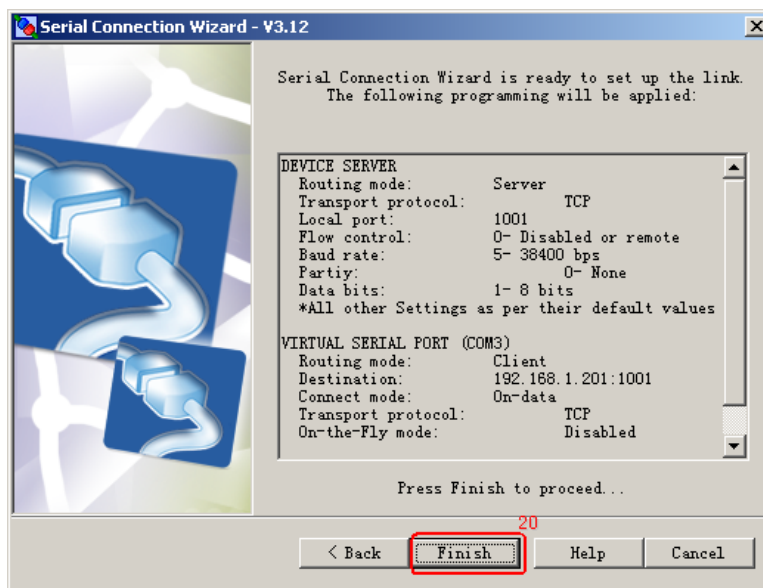 Serial Connection Wizard - V3.12
Serial Connection Wizard is ready to set up the link.
The following programming will be applied:
DEVICE SERVER
Routing mode: Server
Transport protocol: TCP
Local port: 1001
Flow control: 0- Disabled or remote
Baud rate: 5- 38400 bps
Partiy: 0- None
Data bits: 1- 8 bits
*All other Settings as per their default values
VIRTUAL SERIAL PORT (COM3)
Routing mode: Client
Destination: 192.168.1.201:1001
Connect mode: On-data
Transport protocol: TCP
On-the-Fly mode: Disabled
Press Finish to proceed...
20
< Back Finish Help Cancel